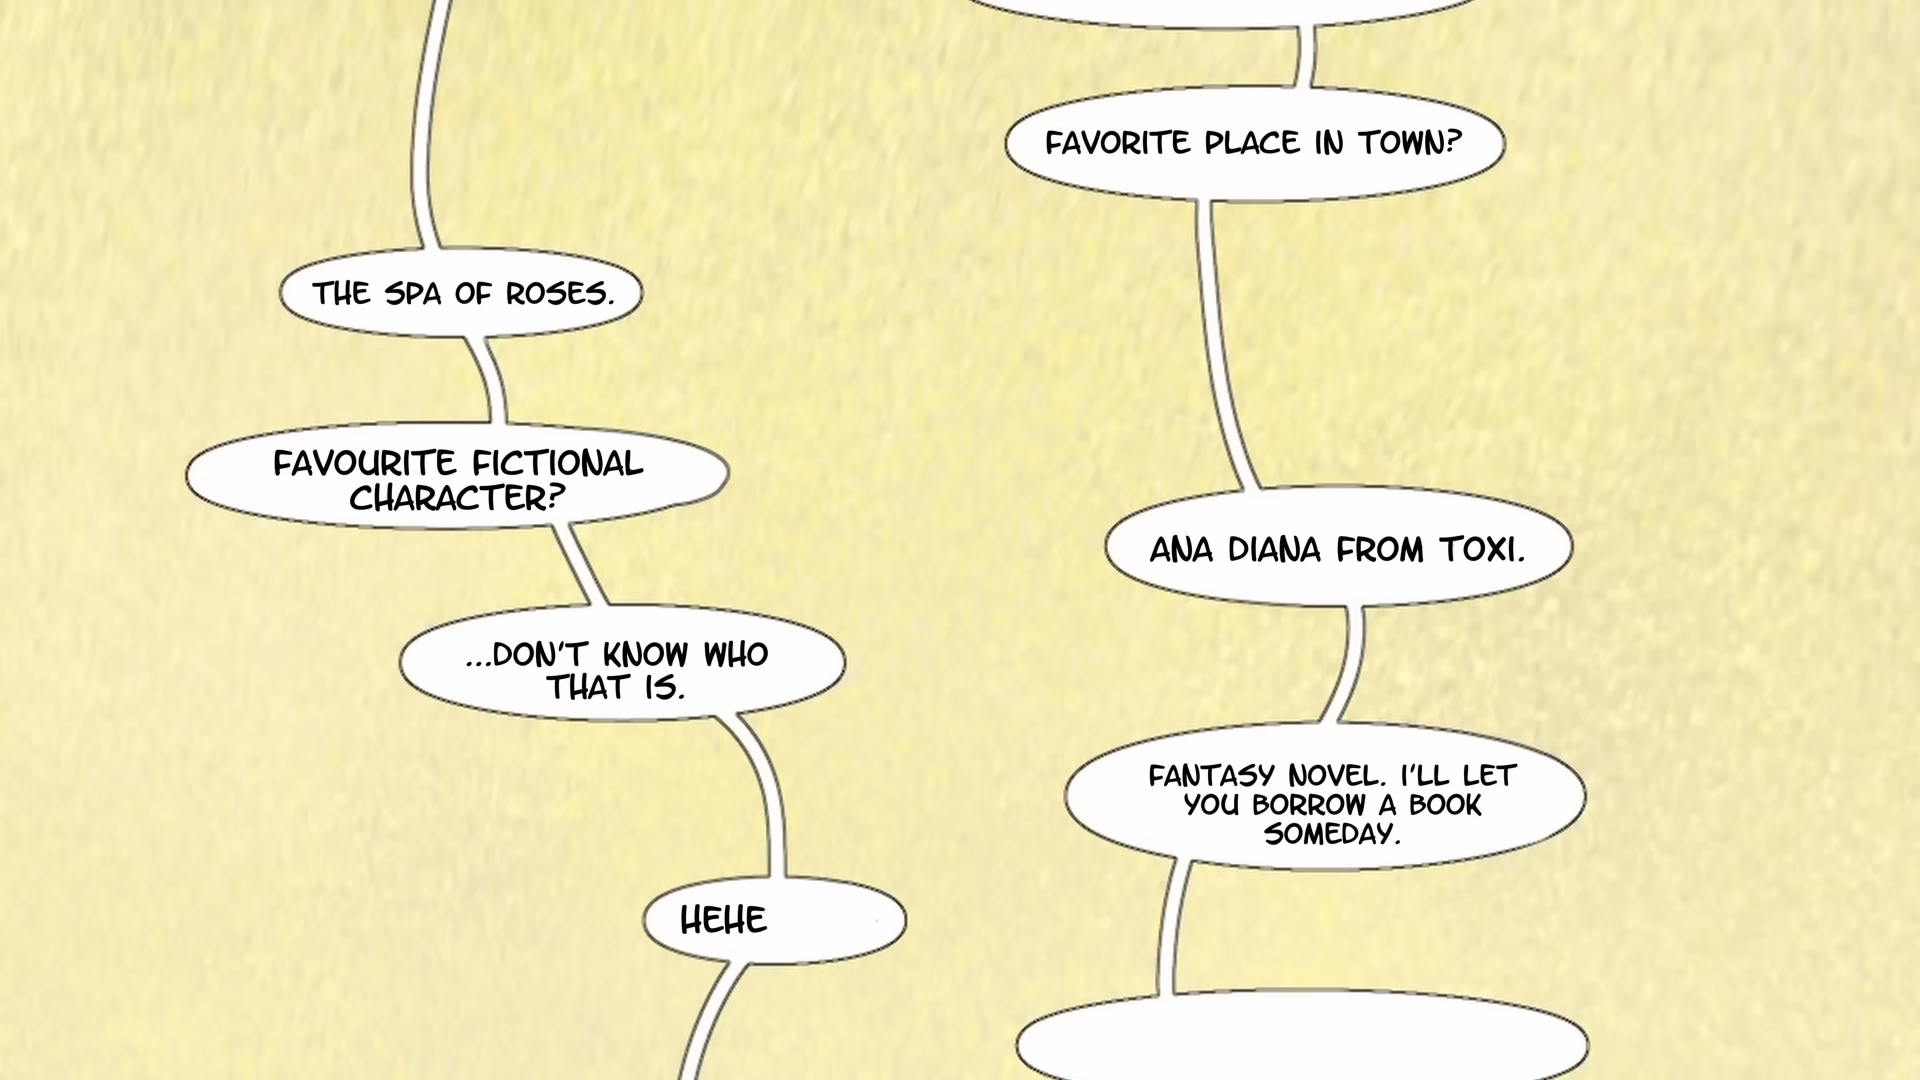 FAVORITE PLACE IN TOWN?
THE SPA OF ROSES.
FAVOURITE FICTIONAL
CHARACTER?
ANA DIANA FROM TOXI.
...DON'T KNOW WHO
THAT IS.
FANTASY NOVEL. I'LL LET
YOU BORROW A BOOK
SOMEDAY.
HEHE